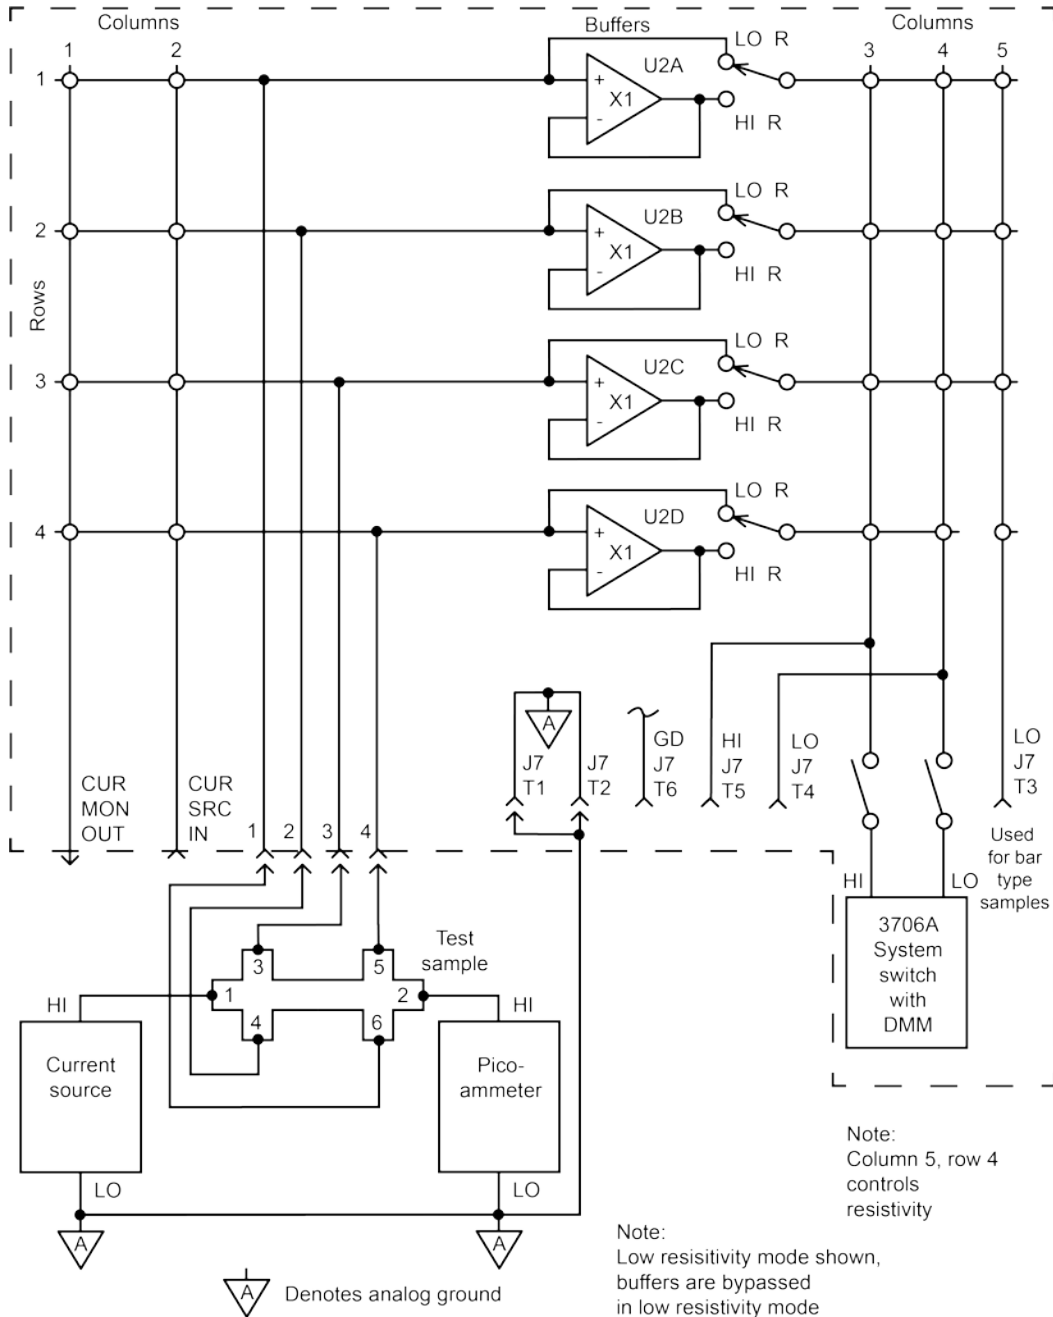 Columns
Buffers
Columns
1
2
3
4
5
LO R
1
+
X1
-
U2A
HI R
LO R
2
+
X1
-
U2B
HI R
Rows
LO R
3
+
X1
-
U2C
HI R
LO R
4
+
X1
-
U2D
HI R
CUR
MON
OUT
CUR
SRC
IN
1
2
3
4
A
J7
T1
J7
T2
GD
J7
T6
HI
J7
T5
LO
J7
T4
LO
J7
T3
Used
for bar
type
samples
HI
LO
3706A
System
switch
with
DMM
Test
sample
3
5
1
2
4
6
HI
Current
source
LO
A
HI
Pico-
ammeter
LO
A
Note:
Column 5, row 4
controls
resistivity
Note:
Low resisitivity mode shown,
buffers are bypassed
in low resistivity mode
A
Denotes analog ground